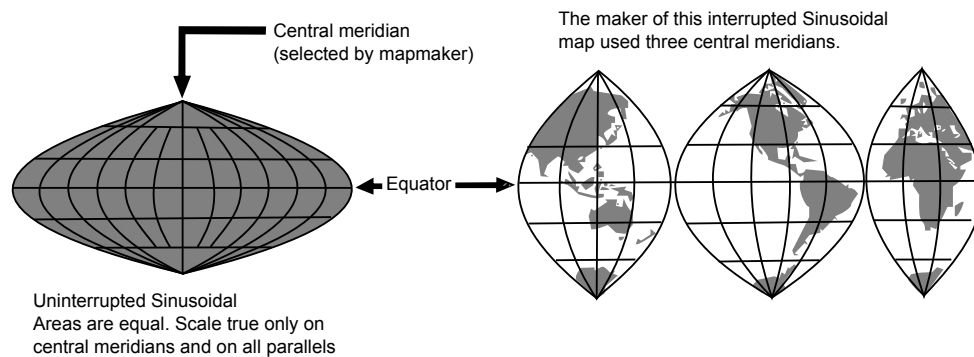 Central meridian
(selected by mapmaker)
The maker of this interrupted Sinusoidal
map used three central meridians.
Equator
Uninterrupted Sinusoidal
Areas are equal. Scale true only on
central meridians and on all parallels